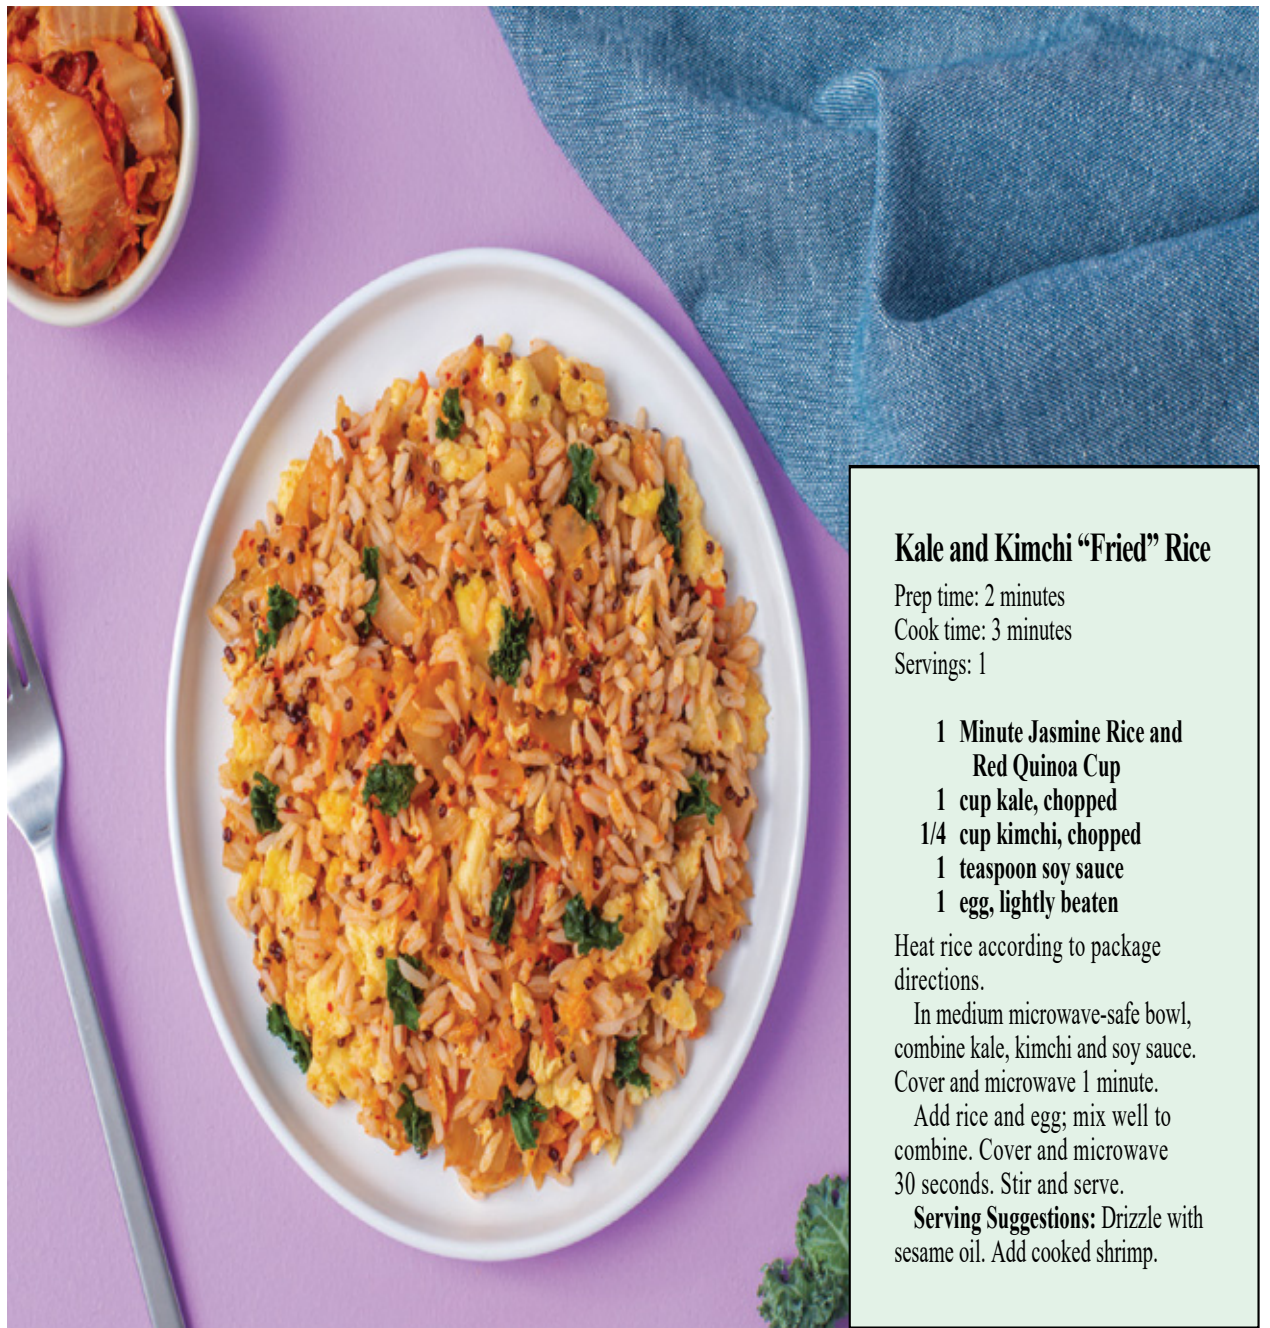 Kale and Kimchi “Fried” Rice
Prep time: 2 minutes
Cook time: 3 minutes
Servings: 1
1 Minute Jasmine Rice and
Red Quinoa Cup
1 cup kale, chopped
1/4 cup kimchi, chopped
1 teaspoon soy sauce
1 egg, lightly beaten
Heat rice according to package
directions.
In medium microwave-safe bowl,
combine kale, kimchi and soy sauce.
Cover and microwave 1 minute.
Add rice and egg; mix well to
combine. Cover and microwave
30 seconds. Stir and serve.
Serving Suggestions: Drizzle with
sesame oil. Add cooked shrimp.